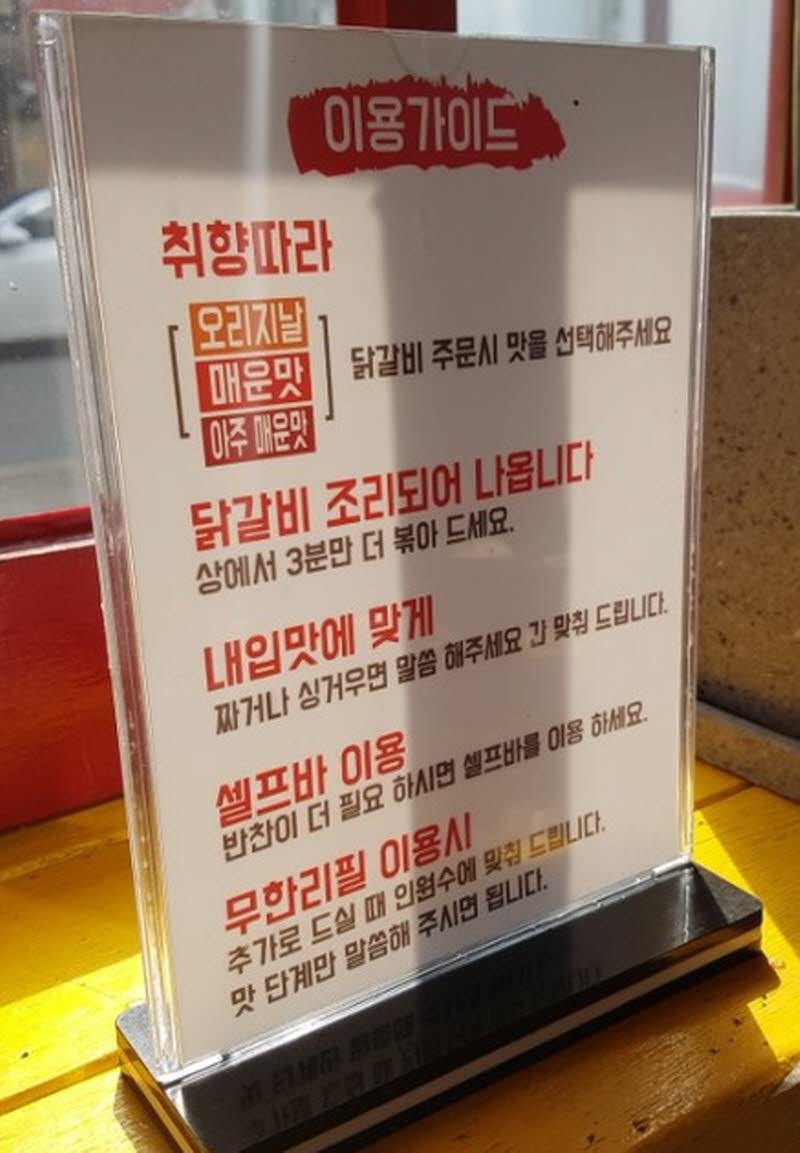 이용가이드
취향따라
오리지날
매운맛
아주 매운맛
닭갈비 주문시 맛을 선택해주세요
닭갈비 조리되어 나옵니다
상에서 3분만 더 볶아 드세요.
내입맛에 맞게
짜거나 싱거우면 말씀 해주세요 간 맞춰 드립니다.
셀프바 이용
반찬이 더 필요 하시면 셀프바를 이용 하세요.
무한리필 이용시
추가로 드실 때 인원수에 맞춰 드립니다.
맛 단계만 말씀해 주시면 됩니다.